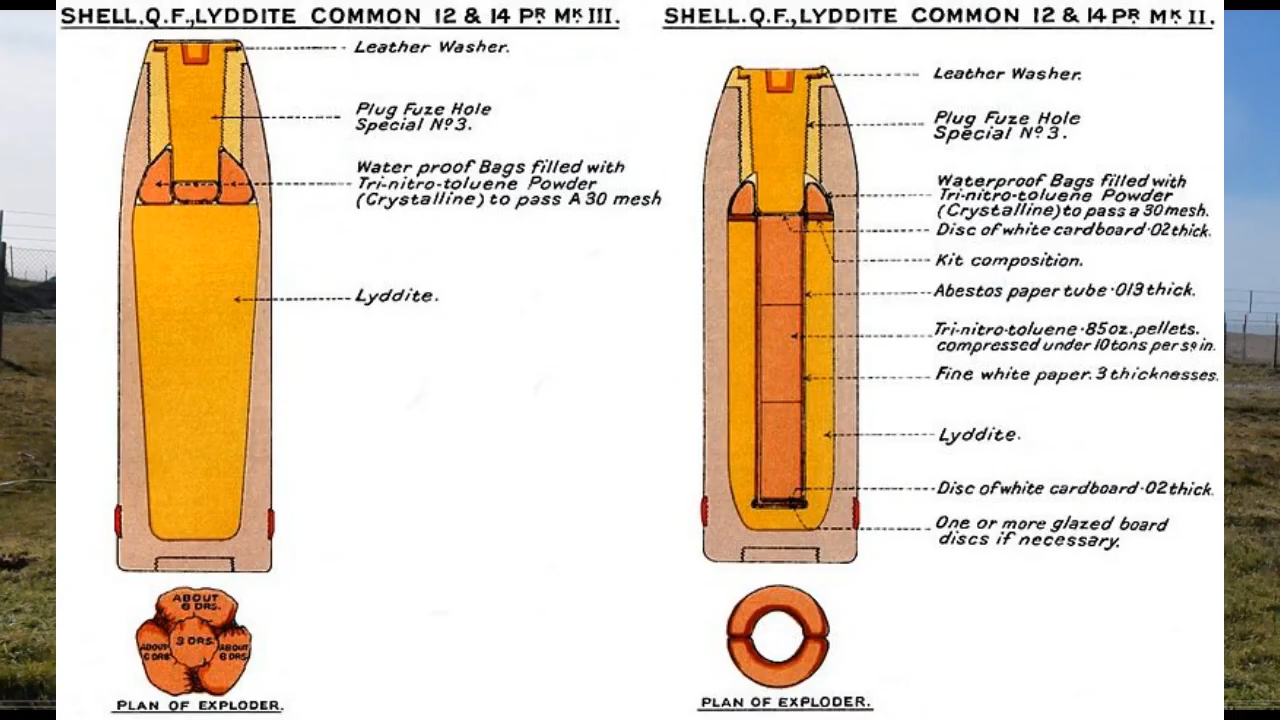 SHELL.Q.F.,LYDDITE COMMON 12 & 14 PR MK III.
Leather Washer.
Plug Fuze Hole
Special No 3.
Water proof Bags filled with
Tri-nitro-toluene Powder
(Crystalline) to pass A 30 mesh
Lyddite.
ABOUT
6 DRS.
3 DRS.
ABOUT
6 DRS
ABOUT
6 DRS
PLAN OF EXPLODER.
SHELL.Q.F.,LYDDITE COMMON 12 & 14 PR MK II.
Leather Washer.
Plug Fuze Hole
Special No 3.
Waterproof Bags filled with
Tri-nitro-toluene Powder
(Crystalline) to pass a 30 mesh.
Disc of white cardboard ·02 thick.
Kit composition.
Abestos paper tube ·013 thick.
Tri-nitro-toluene ·85 oz. pellets.
compressed under 10 tons per sq in.
Fine white paper. 3 thicknesses.
Lyddite.
Disc of white cardboard ·02 thick.
One or more glazed board
discs if necessary.
PLAN OF EXPLODER.